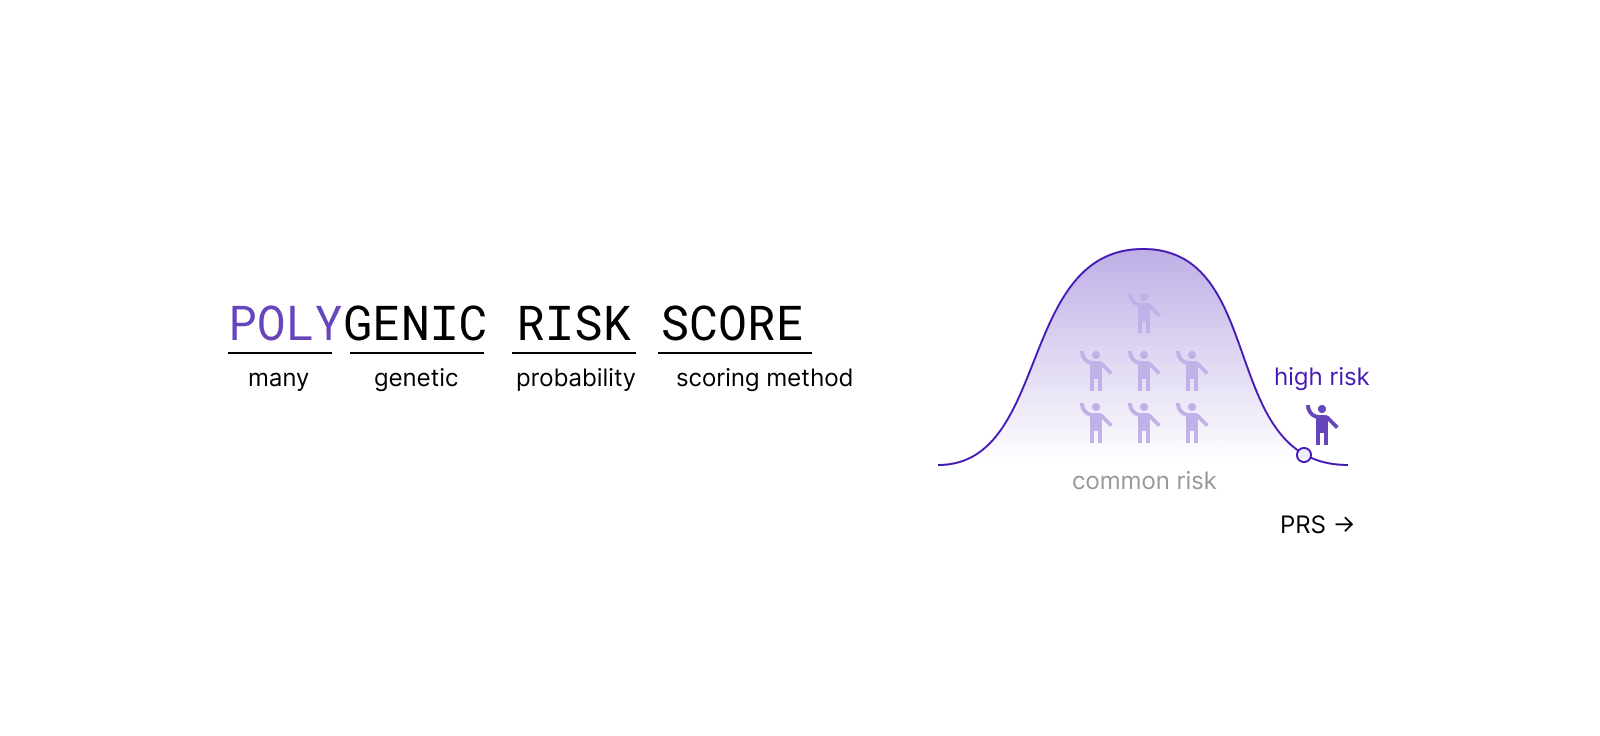 POLYGENIC RISK SCORE
many genetic probability scoring method
high risk
common risk
PRS →